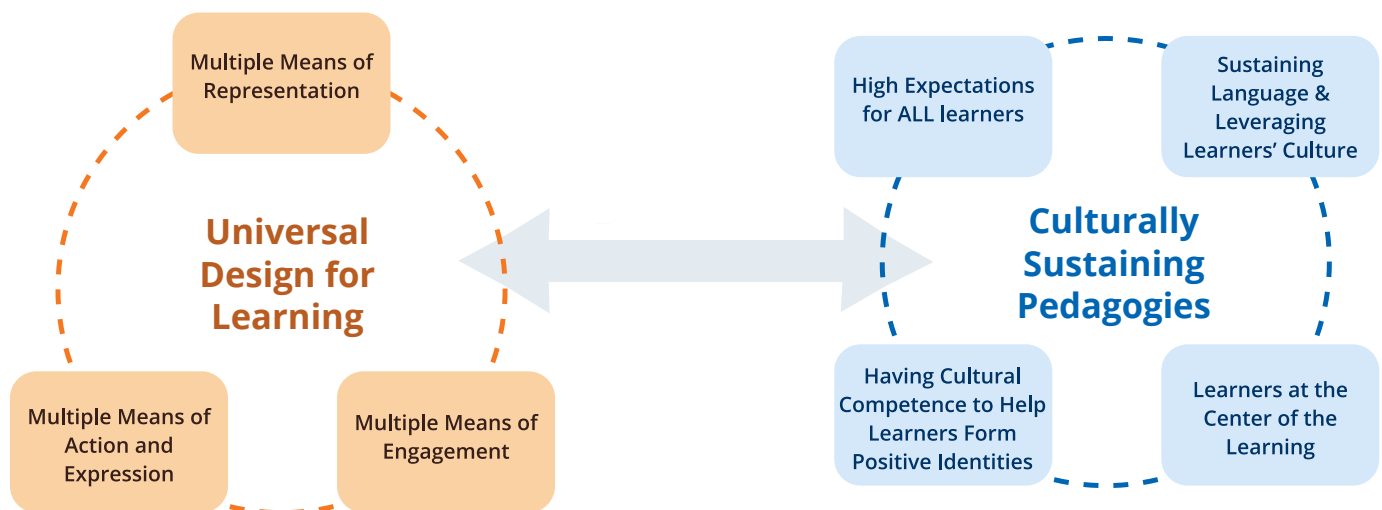 Multiple Means of
Representation
Universal
Design for
Learning
Multiple Means of
Action and
Expression
Multiple Means of
Engagement
High Expectations
for ALL learners
Sustaining
Language &
Leveraging
Learners’ Culture
Culturally
Sustaining
Pedagogies
Having Cultural
Competence to Help
Learners Form
Positive Identities
Learners at the
Center of the
Learning